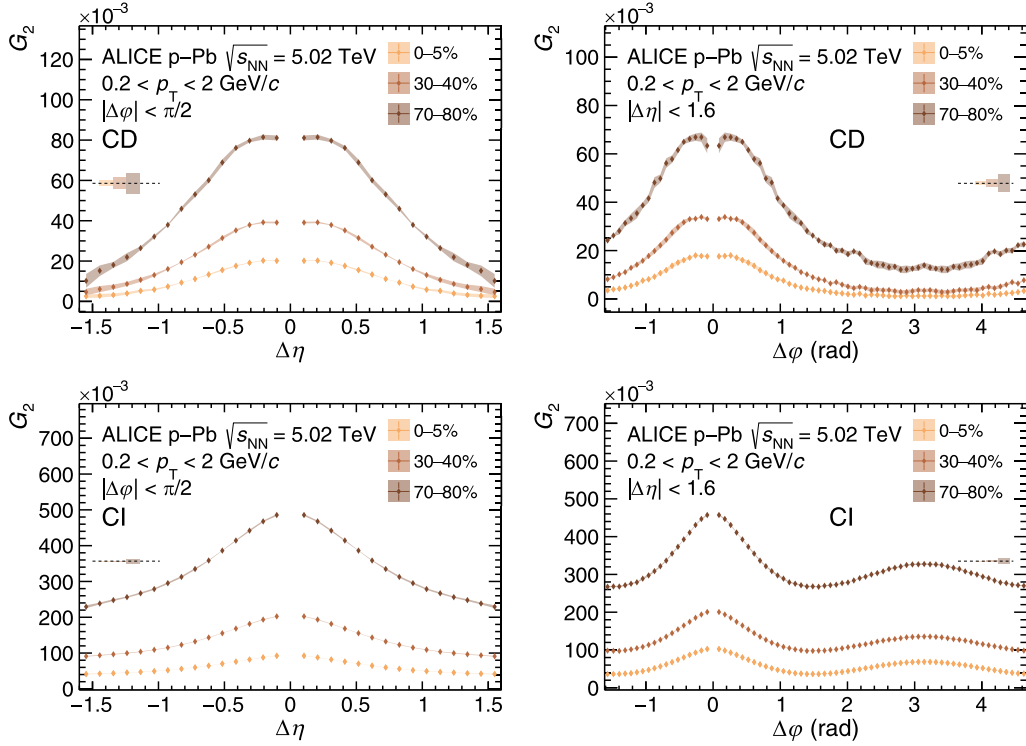 ×10⁻³
G₂
ALICE p–Pb √sNN = 5.02 TeV
0.2 < pT < 2 GeV/c
|Δφ| < π/2
CD
0–5%
30–40%
70–80%
120
100
80
60
40
20
0
−1.5 −1 −0.5 0 0.5 1 1.5
Δη
×10⁻³
G₂
ALICE p–Pb √sNN = 5.02 TeV
0.2 < pT < 2 GeV/c
|Δη| < 1.6
CD
0–5%
30–40%
70–80%
100
80
60
40
20
0
−1 0 1 2 3 4
Δφ (rad)
×10⁻³
G₂
ALICE p–Pb √sNN = 5.02 TeV
0.2 < pT < 2 GeV/c
|Δφ| < π/2
CI
0–5%
30–40%
70–80%
700
600
500
400
300
200
100
0
−1.5 −1 −0.5 0 0.5 1 1.5
Δη
×10⁻³
G₂
ALICE p–Pb √sNN = 5.02 TeV
0.2 < pT < 2 GeV/c
|Δη| < 1.6
CI
0–5%
30–40%
70–80%
700
600
500
400
300
200
100
0
−1 0 1 2 3 4
Δφ (rad)